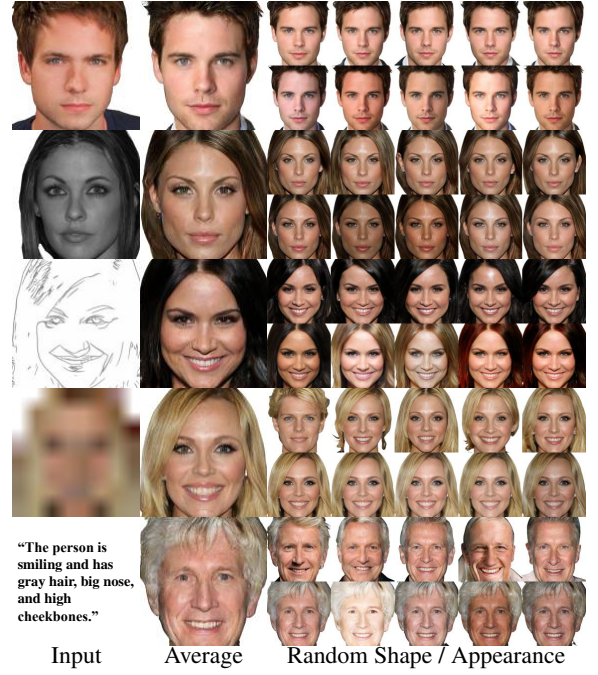 “The person is
smiling and has
gray hair, big nose,
and high
cheekbones.”
Input
Average
Random Shape / Appearance